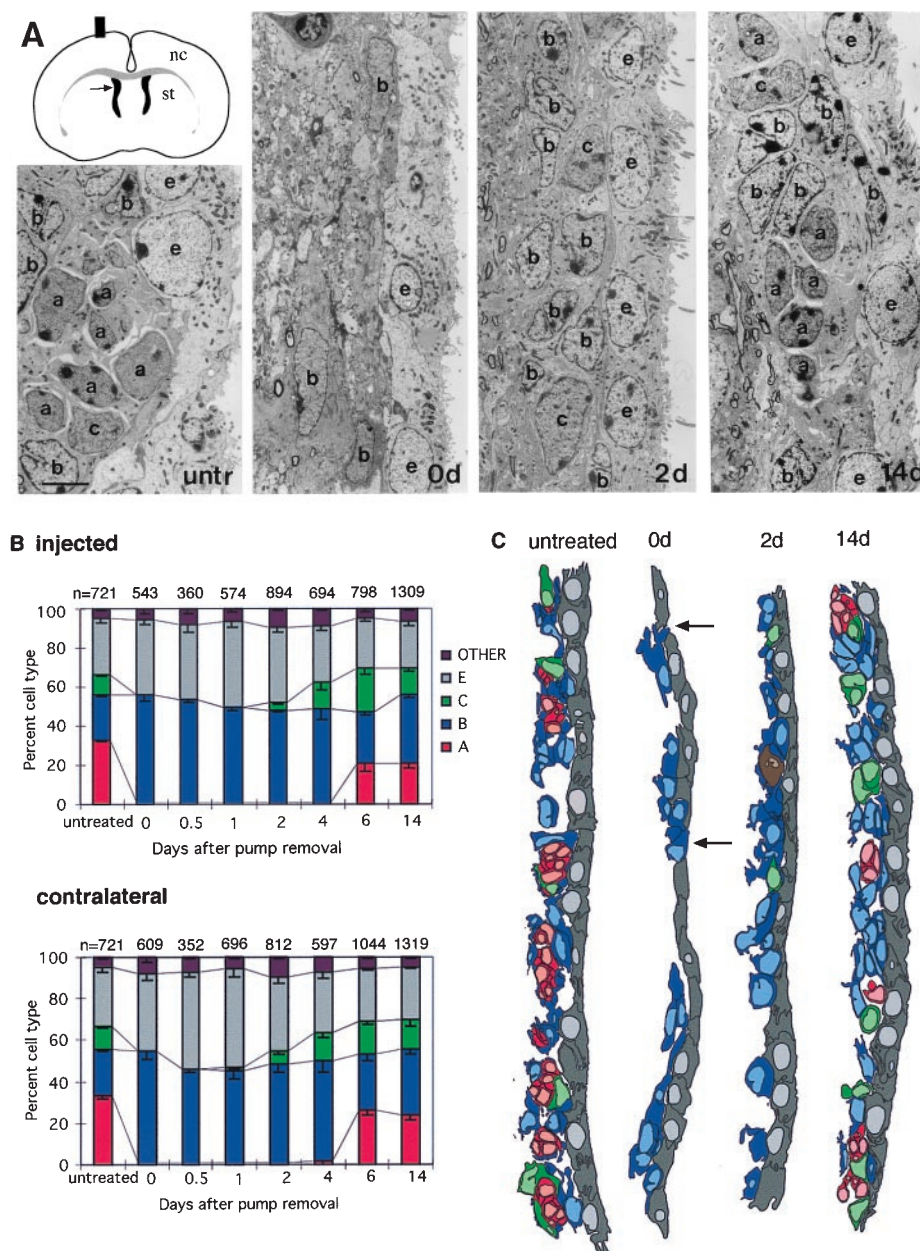 A
nc
st
a
b
c
e
untr
b
e
0d
b
c
e
2d
a
b
c
e
14d
B injected
n=721 543 360 574 894 694 798 1309
100
80
60
40
20
0
Percent cell type
untreated 0 0.5 1 2 4 6 14
Days after pump removal
OTHER
E
C
B
A
contralateral
n=721 609 352 696 812 597 1044 1319
100
80
60
40
20
0
Percent cell type
untreated 0 0.5 1 2 4 6 14
Days after pump removal
C
untreated 0d 2d 14d